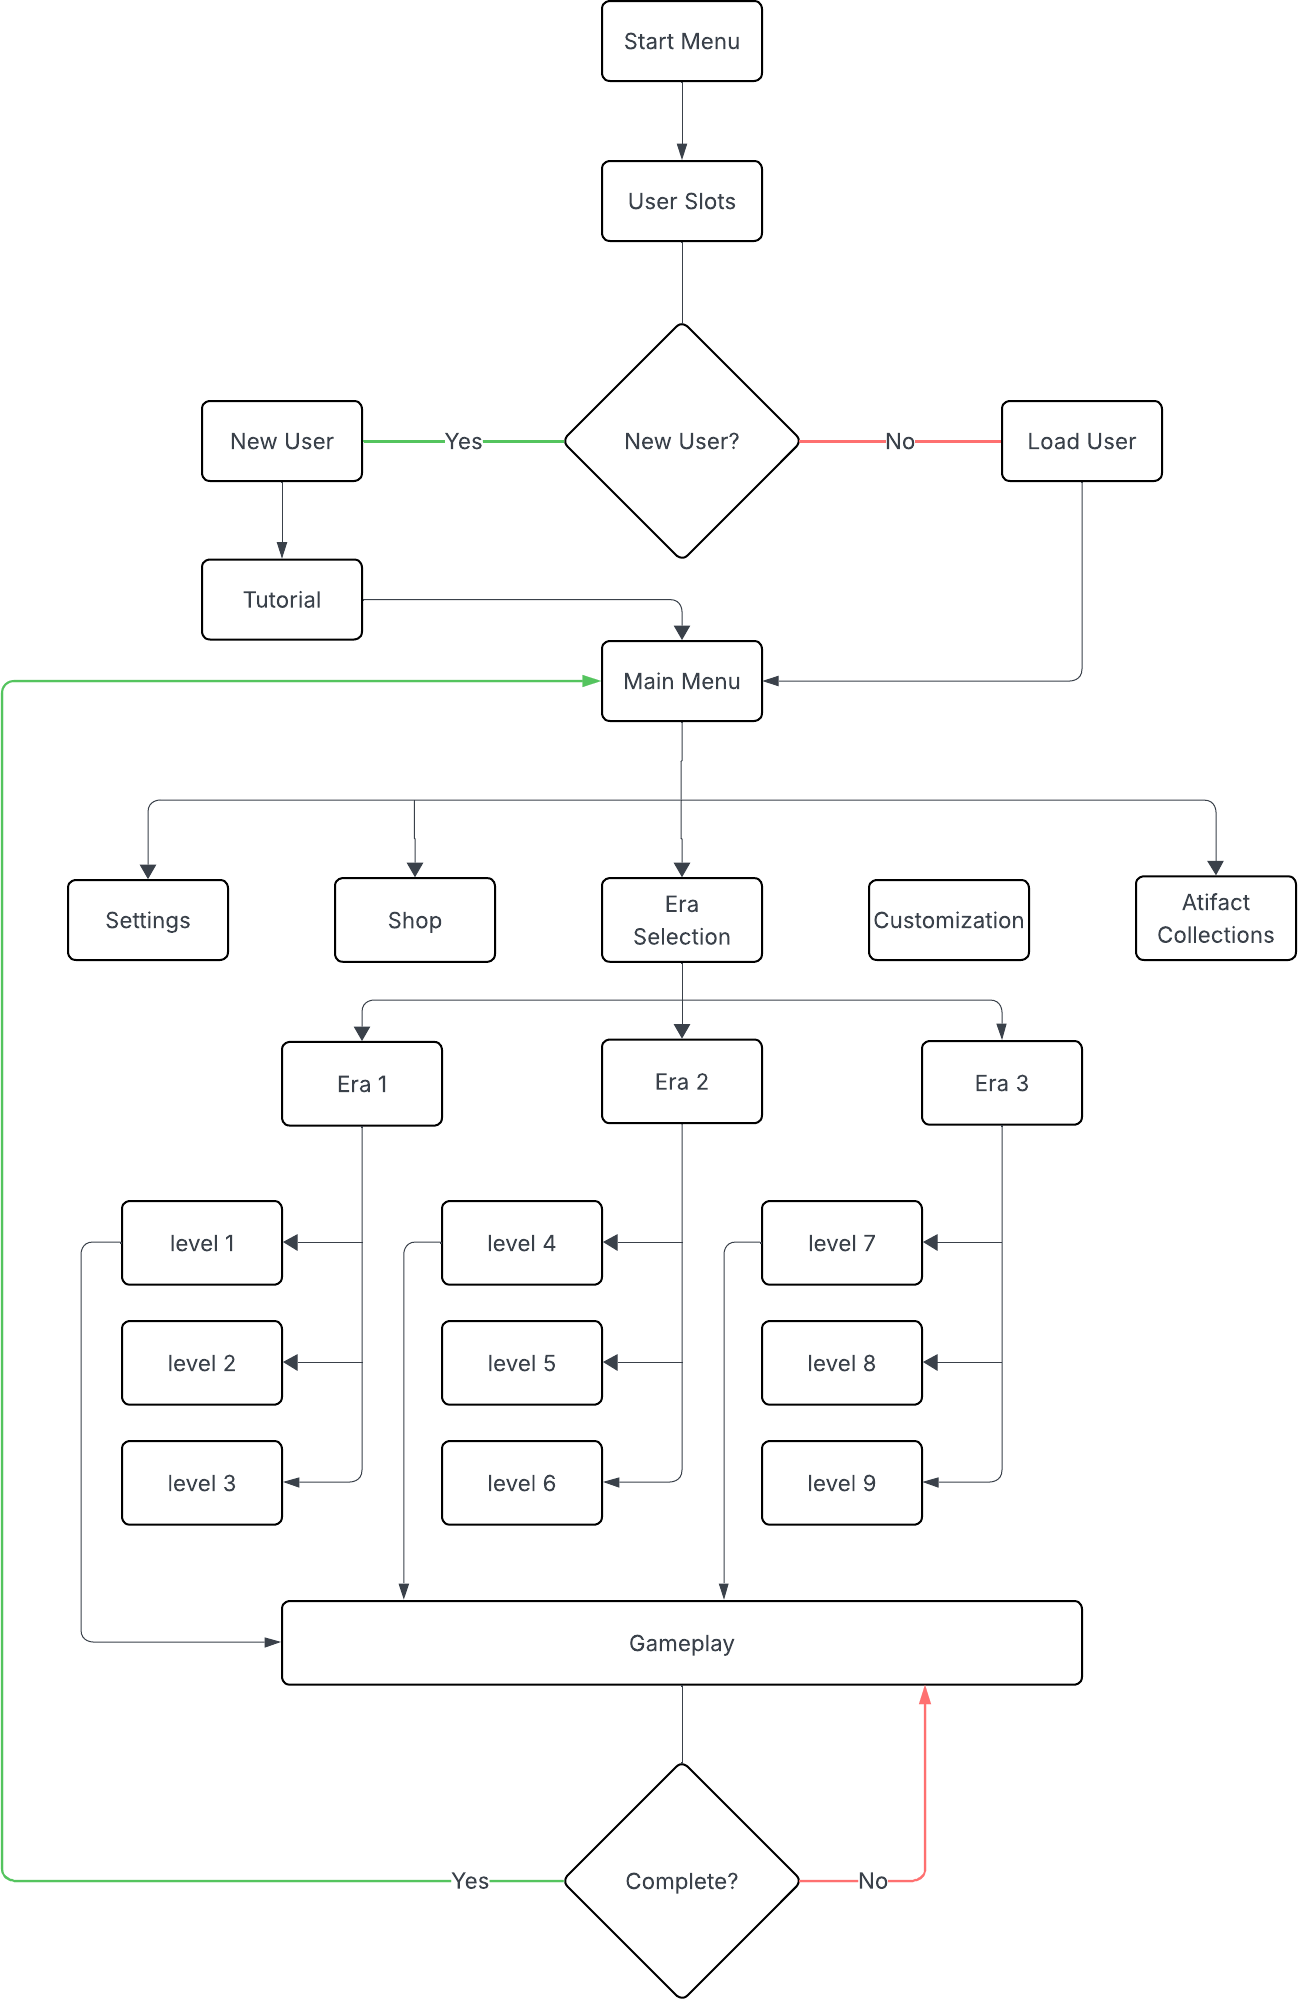 Start Menu
User Slots
New User?
Yes
No
New User
Load User
Tutorial
Main Menu
Settings
Shop
Era
Selection
Customization
Atifact
Collections
Era 1
Era 2
Era 3
level 1
level 4
level 7
level 2
level 5
level 8
level 3
level 6
level 9
Gameplay
Complete?
Yes
No